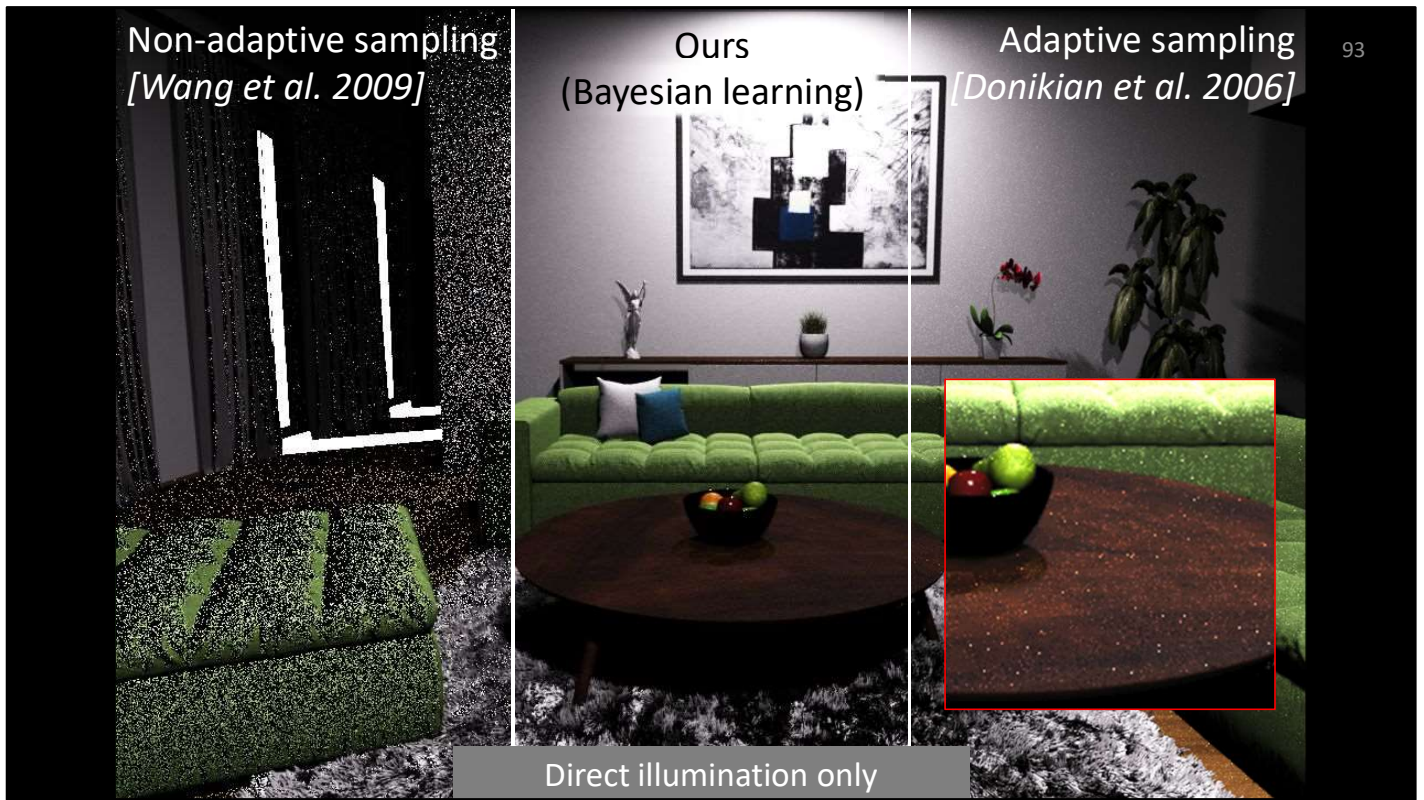 Non-adaptive sampling
[Wang et al. 2009]
Ours
(Bayesian learning)
Adaptive sampling
[Donikian et al. 2006]
93
Direct illumination only